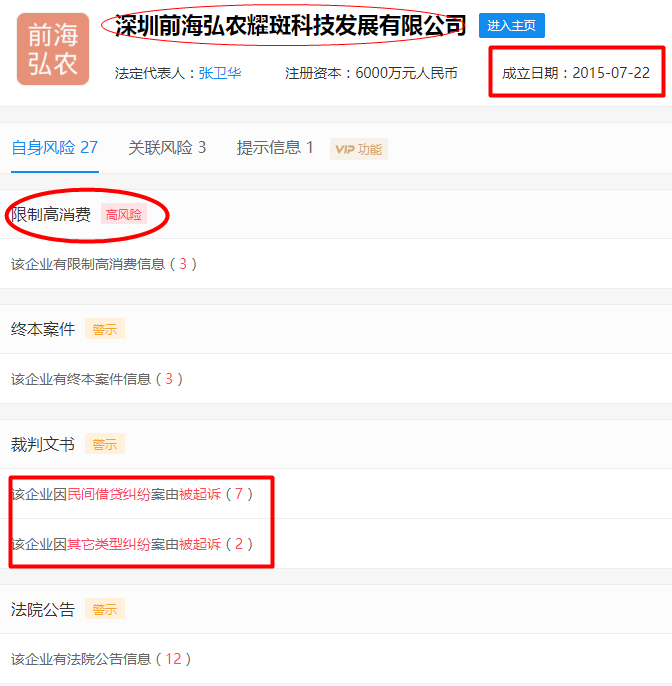 前海
弘农
深圳前海弘农耀斑科技发展有限公司 进入主页
法定代表人：张卫华 注册资本：6000万元人民币 成立日期：2015-07-22
自身风险 27 关联风险 3 提示信息 1 VIP 功能
限制高消费 高风险
该企业有限制高消费信息（3）
终本案件 警示
该企业有终本案件信息（3）
裁判文书 警示
该企业因民间借贷纠纷案由被起诉（7）
该企业因其它类型纠纷案由被起诉（2）
法院公告 警示
该企业有法院公告信息（12）